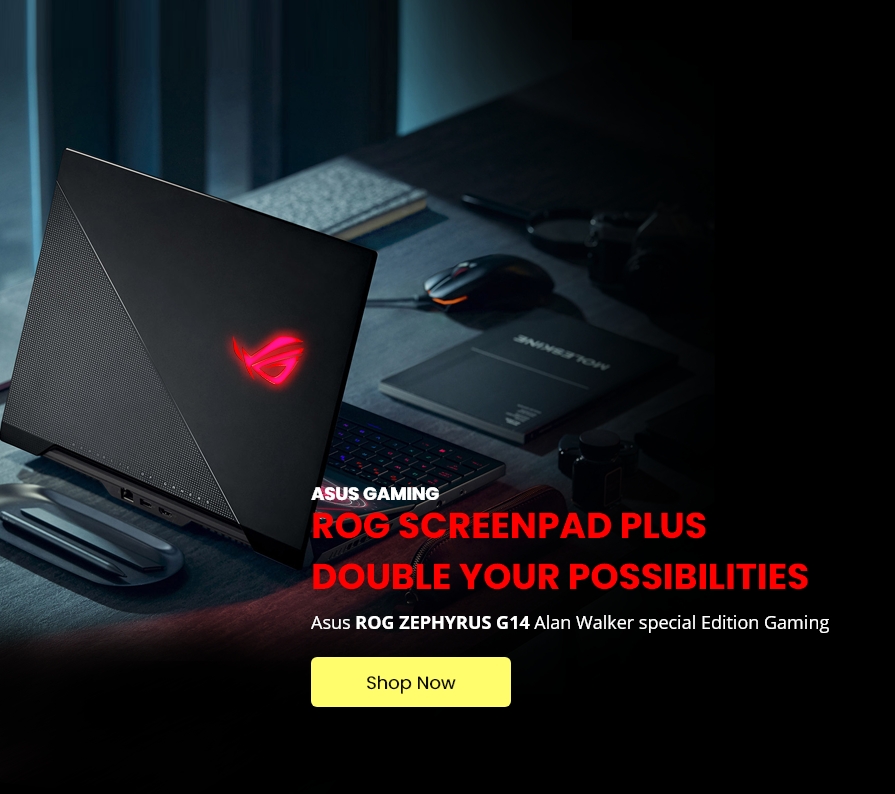 MOLESKINE
ASUS GAMING
ROG SCREENPAD PLUS
DOUBLE YOUR POSSIBILITIES
Asus ROG ZEPHYRUS G14 Alan Walker special Edition Gaming
Shop Now